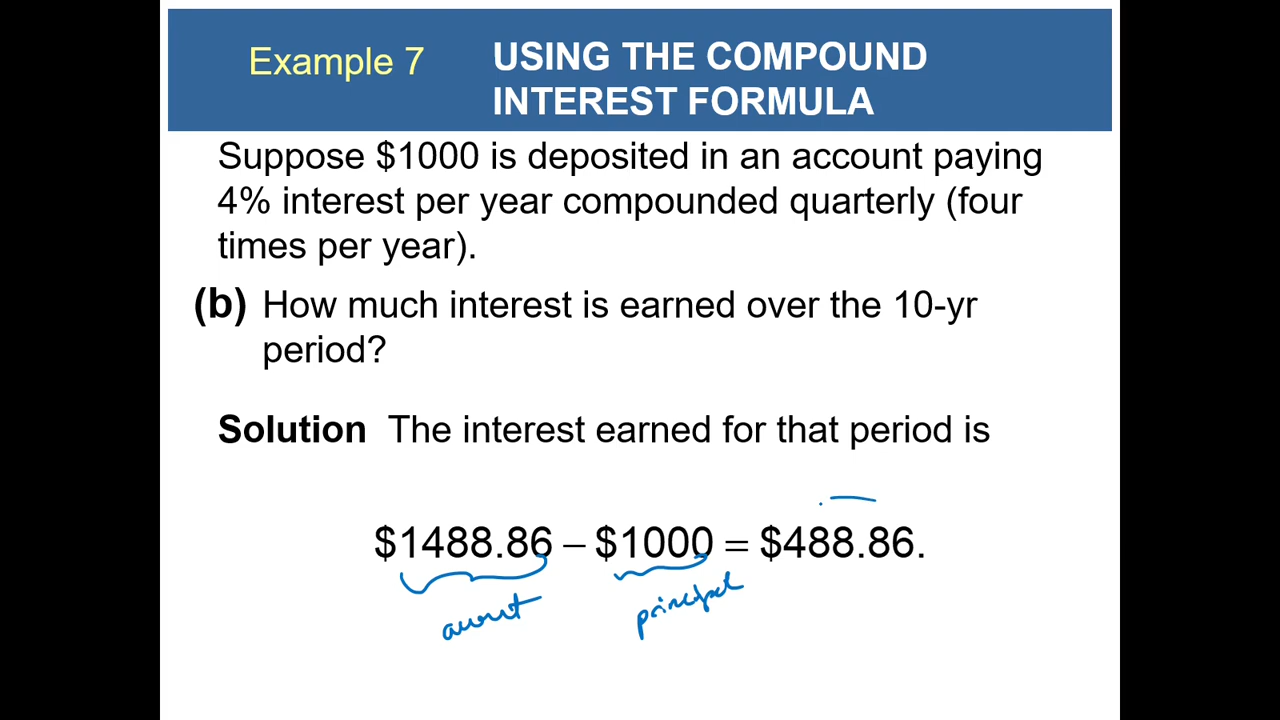 Example 7
USING THE COMPOUND
INTEREST FORMULA
Suppose $1000 is deposited in an account paying
4% interest per year compounded quarterly (four
times per year).
(b) How much interest is earned over the 10-yr
period?
Solution The interest earned for that period is
$1488.86 – $1000 = $488.86.
amount principal